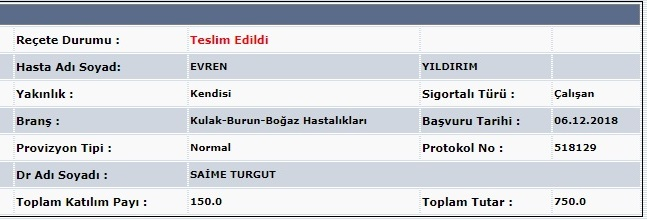 Reçete Durumu : Teslim Edildi
Hasta Adı Soyad: EVREN YILDIRIM
Yakınlık : Kendisi Sigortalı Türü : Çalışan
Branş : Kulak-Burun-Boğaz Hastalıkları Başvuru Tarihi : 06.12.2018
Provizyon Tipi : Normal Protokol No : 518129
Dr Adı Soyadı : SAİME TURGUT
Toplam Katılım Payı : 150.0 Toplam Tutar : 750.0